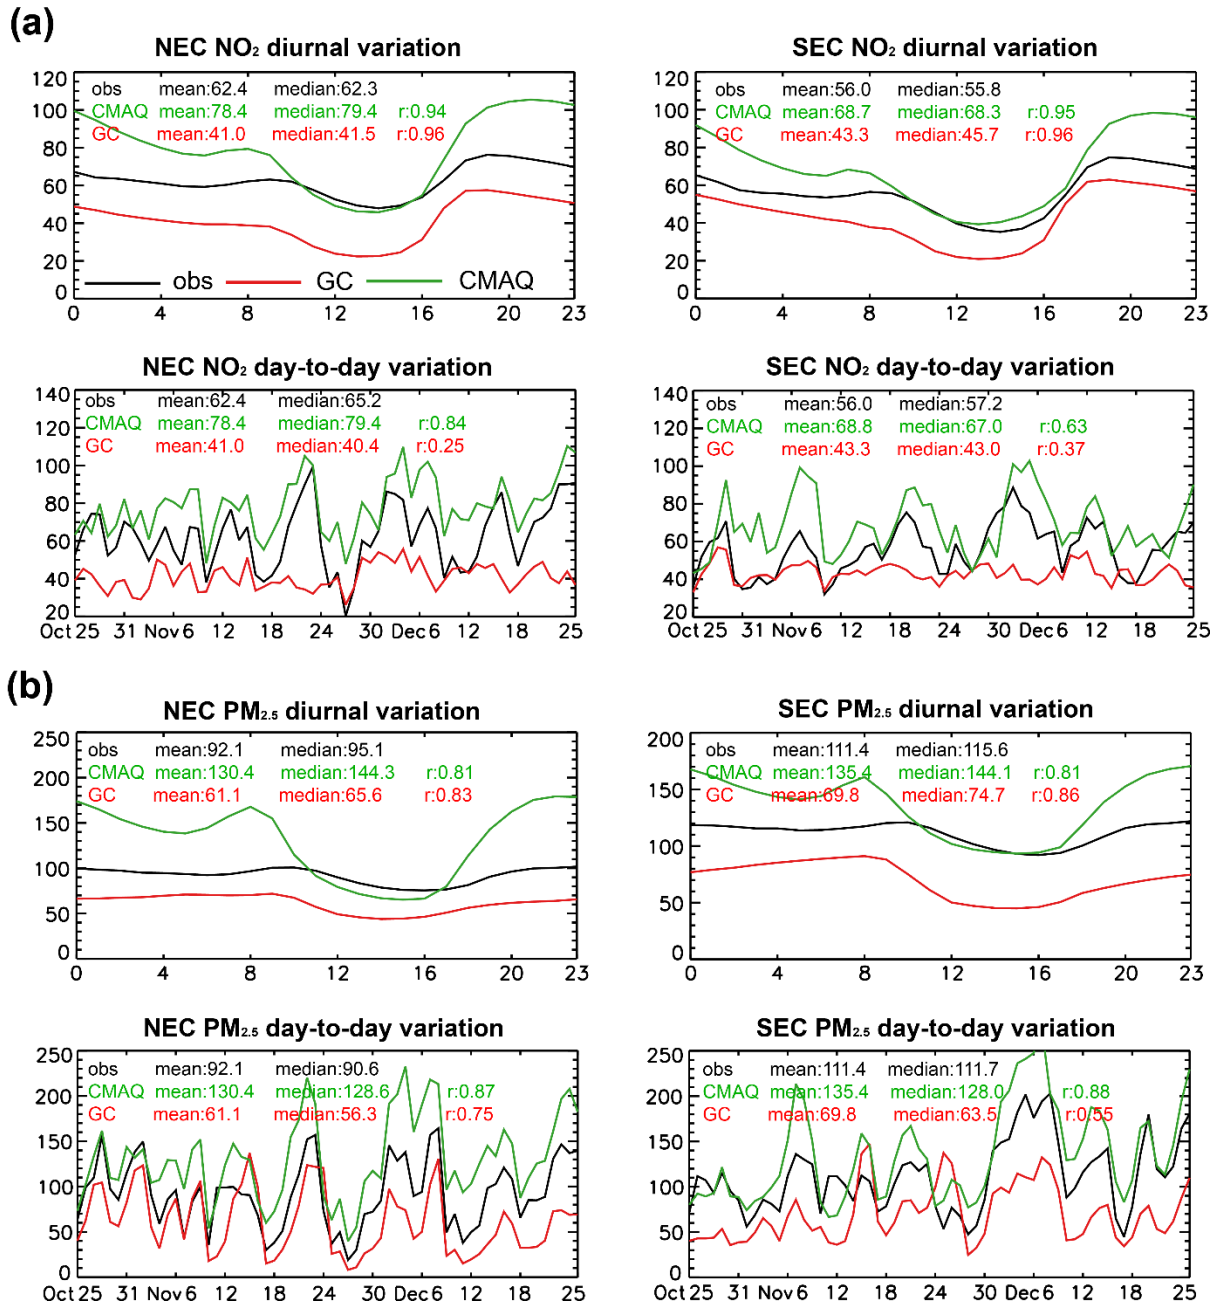 (a)
NEC NO₂ diurnal variation
obs mean:62.4 median:62.3
CMAQ mean:78.4 median:79.4 r:0.94
GC mean:41.0 median:41.5 r:0.96
120
100
80
60
40
20
0
obs GC CMAQ
0 4 8 12 16 20 23
SEC NO₂ diurnal variation
obs mean:56.0 median:55.8
CMAQ mean:68.7 median:68.3 r:0.95
GC mean:43.3 median:45.7 r:0.96
120
100
80
60
40
20
0
0 4 8 12 16 20 23
NEC NO₂ day-to-day variation
obs mean:62.4 median:65.2
CMAQ mean:78.4 median:79.4 r:0.84
GC mean:41.0 median:40.4 r:0.25
140
120
100
80
60
40
20
Oct 25 31 Nov 6 12 18 24 30 Dec 6 12 18 25
SEC NO₂ day-to-day variation
obs mean:56.0 median:57.2
CMAQ mean:68.8 median:67.0 r:0.63
GC mean:43.3 median:43.0 r:0.37
140
120
100
80
60
40
20
Oct 25 31 Nov 6 12 18 24 30 Dec 6 12 18 25
(b)
NEC PM₂.₅ diurnal variation
obs mean:92.1 median:95.1
CMAQ mean:130.4 median:144.3 r:0.81
GC mean:61.1 median:65.6 r:0.83
250
200
150
100
50
0
0 4 8 12 16 20 23
SEC PM₂.₅ diurnal variation
obs mean:111.4 median:115.6
CMAQ mean:135.4 median:144.1 r:0.81
GC mean:69.8 median:74.7 r:0.86
200
150
100
50
0
0 4 8 12 16 20 23
NEC PM₂.₅ day-to-day variation
obs mean:92.1 median:90.6
CMAQ mean:130.4 median:128.6 r:0.87
GC mean:61.1 median:56.3 r:0.75
250
200
150
100
50
0
Oct 25 31 Nov 6 12 18 24 30 Dec 6 12 18 25
SEC PM₂.₅ day-to-day variation
obs mean:111.4 median:111.7
CMAQ mean:135.4 median:128.0 r:0.88
GC mean:69.8 median:63.5 r:0.55
250
200
150
100
50
0
Oct 25 31 Nov 6 12 18 24 30 Dec 6 12 18 25